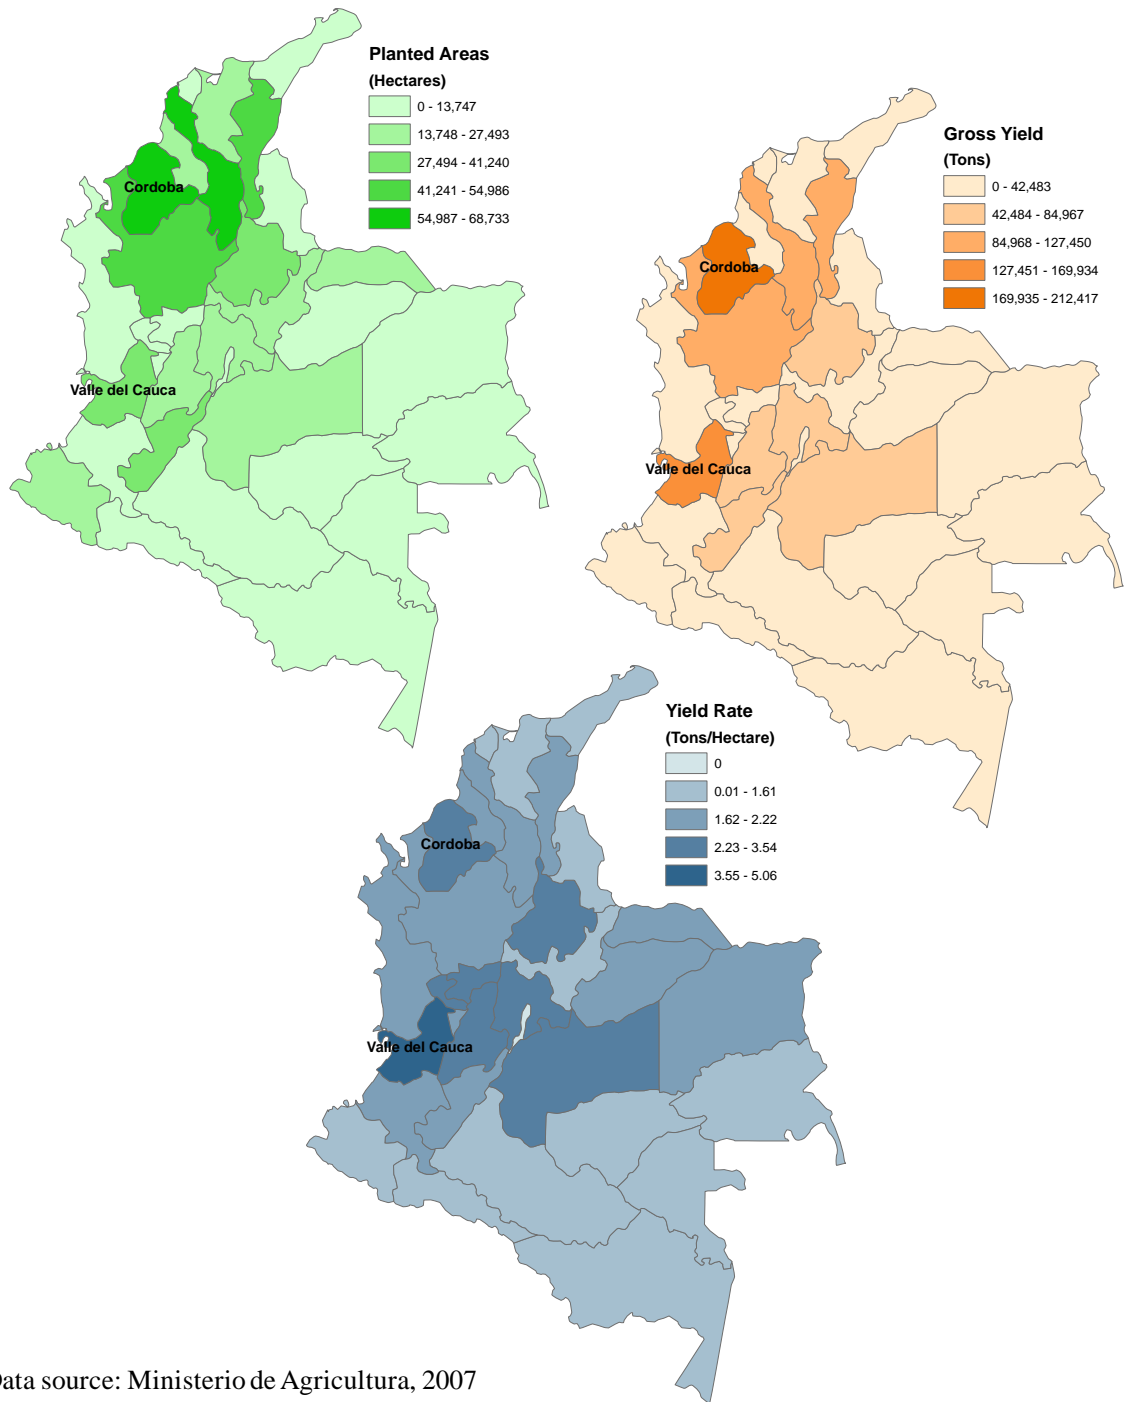 Planted Areas
(Hectares)
0 - 13,747
13,748 - 27,493
27,494 - 41,240
41,241 - 54,986
54,987 - 68,733
Cordoba
Valle del Cauca
Gross Yield
(Tons)
0 - 42,483
42,484 - 84,967
84,968 - 127,450
127,451 - 169,934
169,935 - 212,417
Cordoba
Valle del Cauca
Yield Rate
(Tons/Hectare)
0
0.01 - 1.61
1.62 - 2.22
2.23 - 3.54
3.55 - 5.06
Cordoba
Valle del Cauca
Data source: Ministerio de Agricultura, 2007